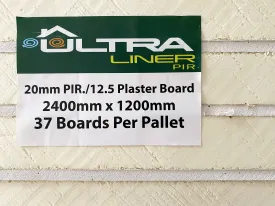 ULTRA
LINER
PIR
20mm PIR./12.5 Plaster Board
2400mm x 1200mm
37 Boards Per Pallet